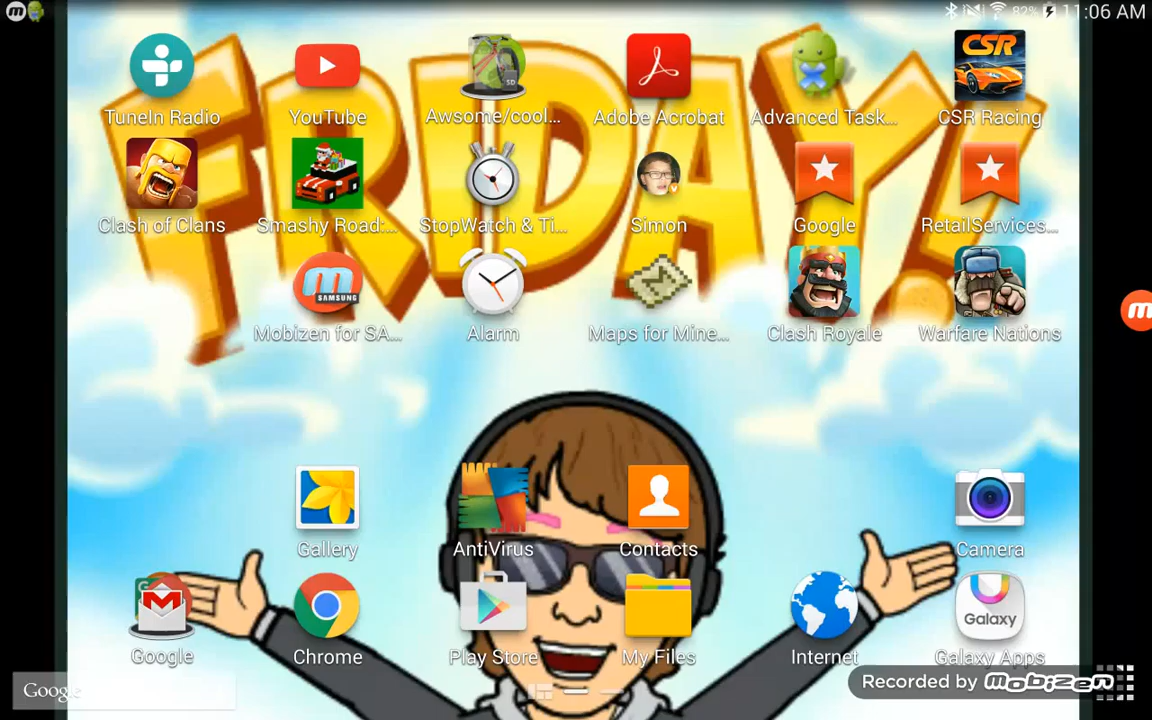 82% 11:06 AM
FRIDAY!
TuneIn Radio YouTube Awsome/cool... Adobe Acrobat Advanced Task... CSR Racing
CSR
SD
Clash of Clans Smashy Road:... StopWatch & Ti... Simon Google RetailServices...
m SAMSUNG
Mobizen for SA... Alarm Maps for Mine... Clash Royale Warfare Nations
Gallery AntiVirus Contacts Camera
Galaxy
Google Chrome Play Store My Files Internet Galaxy Apps
Google
Recorded by mobizen